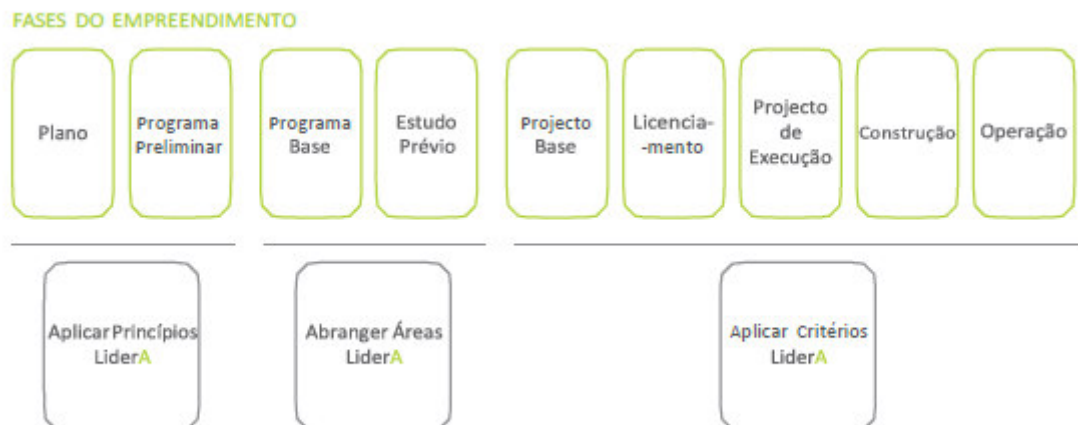 FASES DO EMPREENDIMENTO
Plano
Programa
Preliminar
Programa
Base
Estudo
Prévio
Projecto
Base
Licencia-
-mento
Projecto
de
Execução
Construção
Operação
Aplicar Princípios
LiderA
Abranger Áreas
LiderA
Aplicar Critérios
LiderA